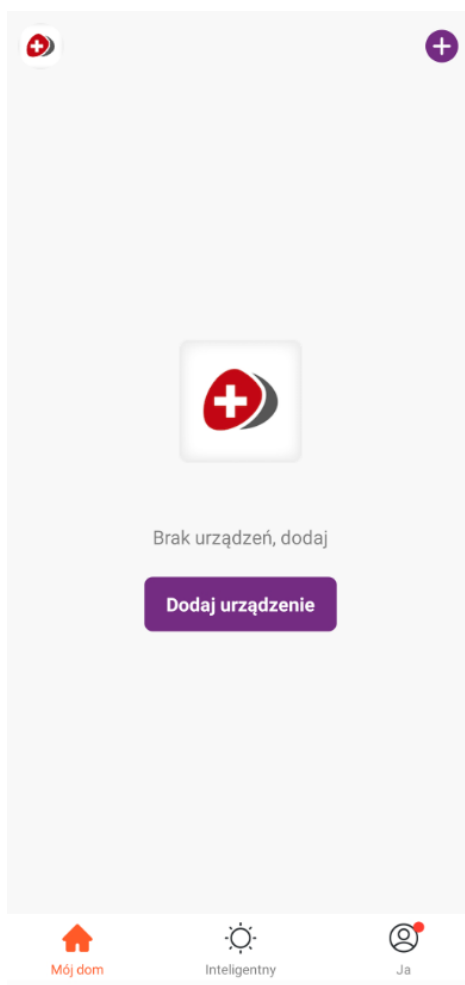 Brak urządzeń, dodaj
Dodaj urządzenie
Mój dom
Inteligentny
Ja